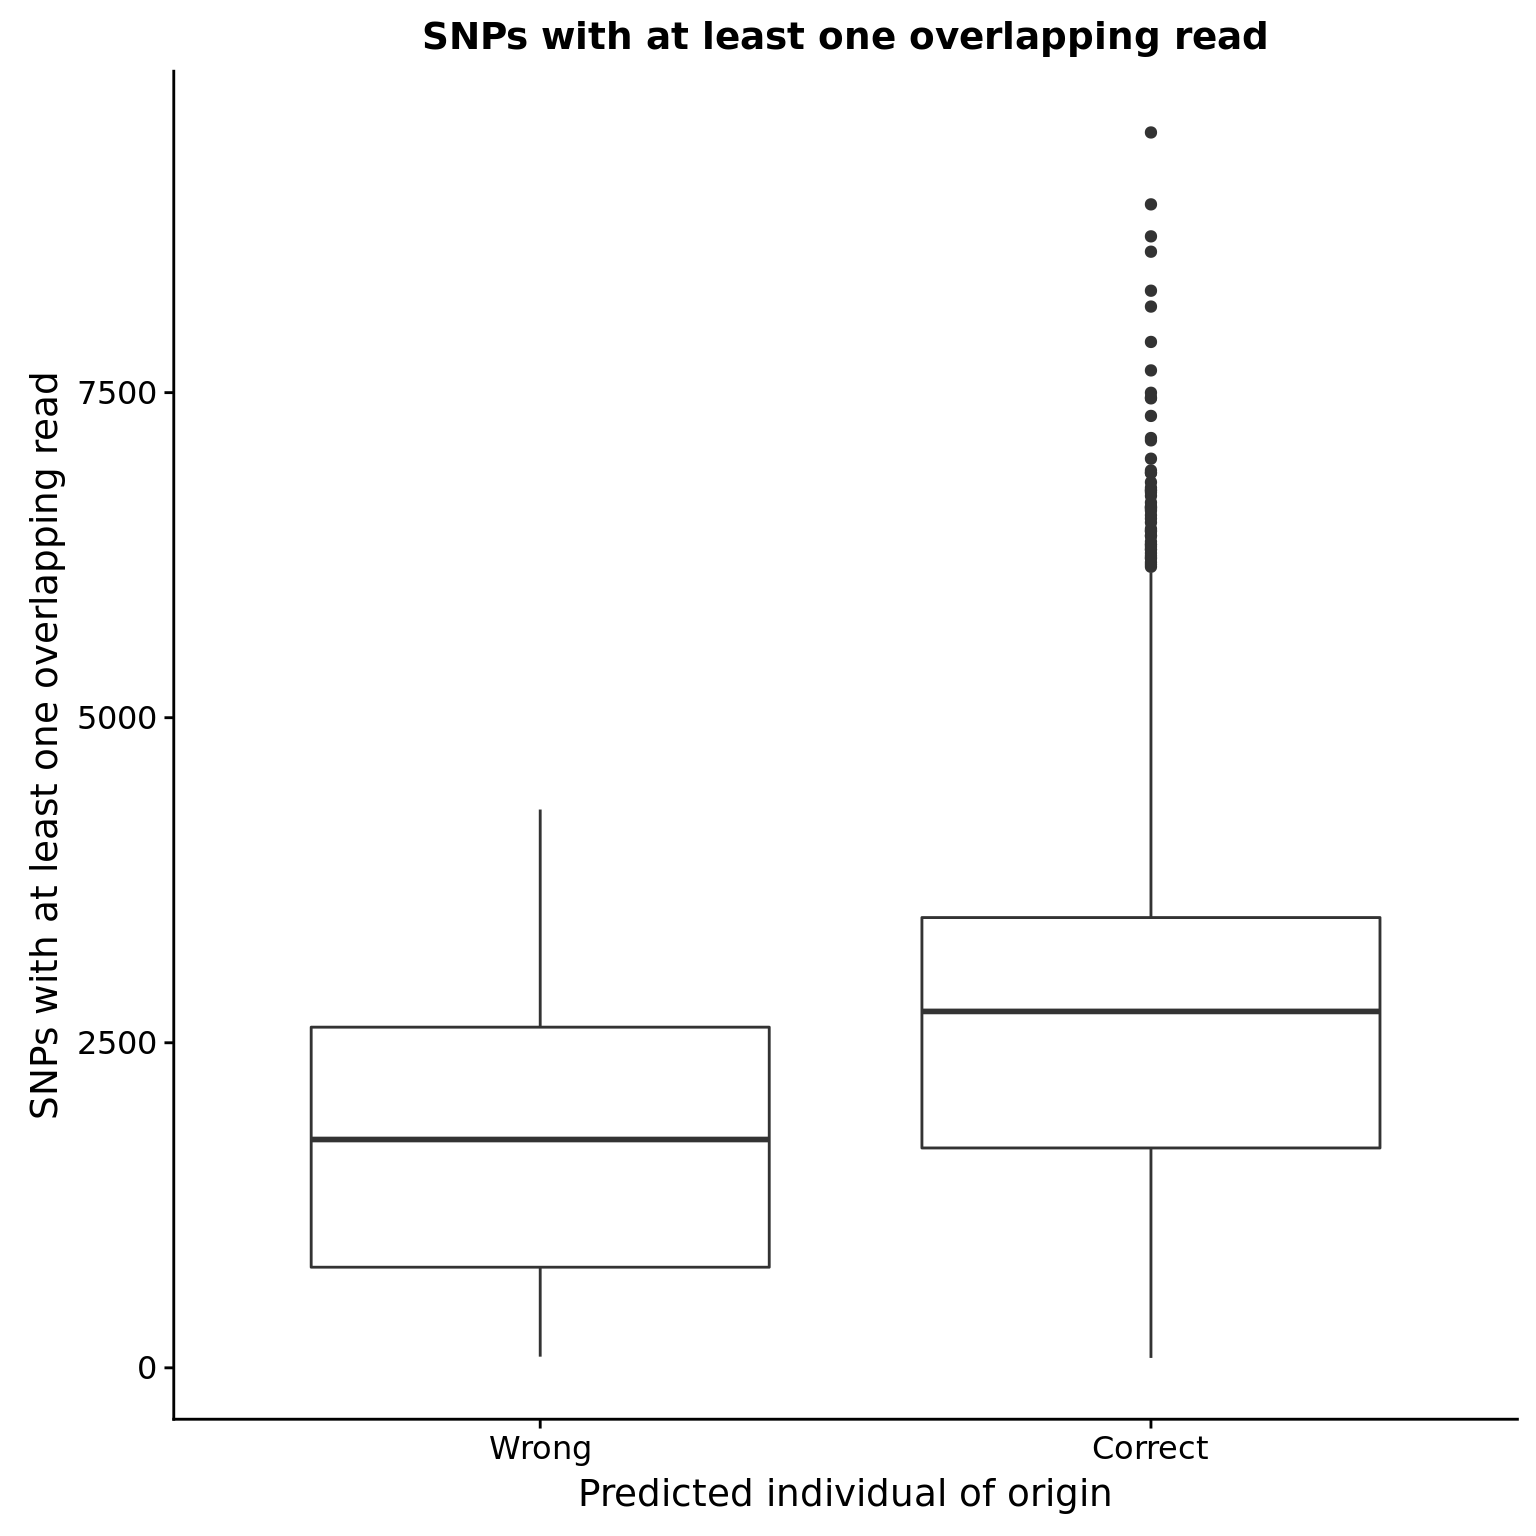 SNPs with at least one overlapping read
SNPs with at least one overlapping read
7500
5000
2500
0
Wrong
Correct
Predicted individual of origin